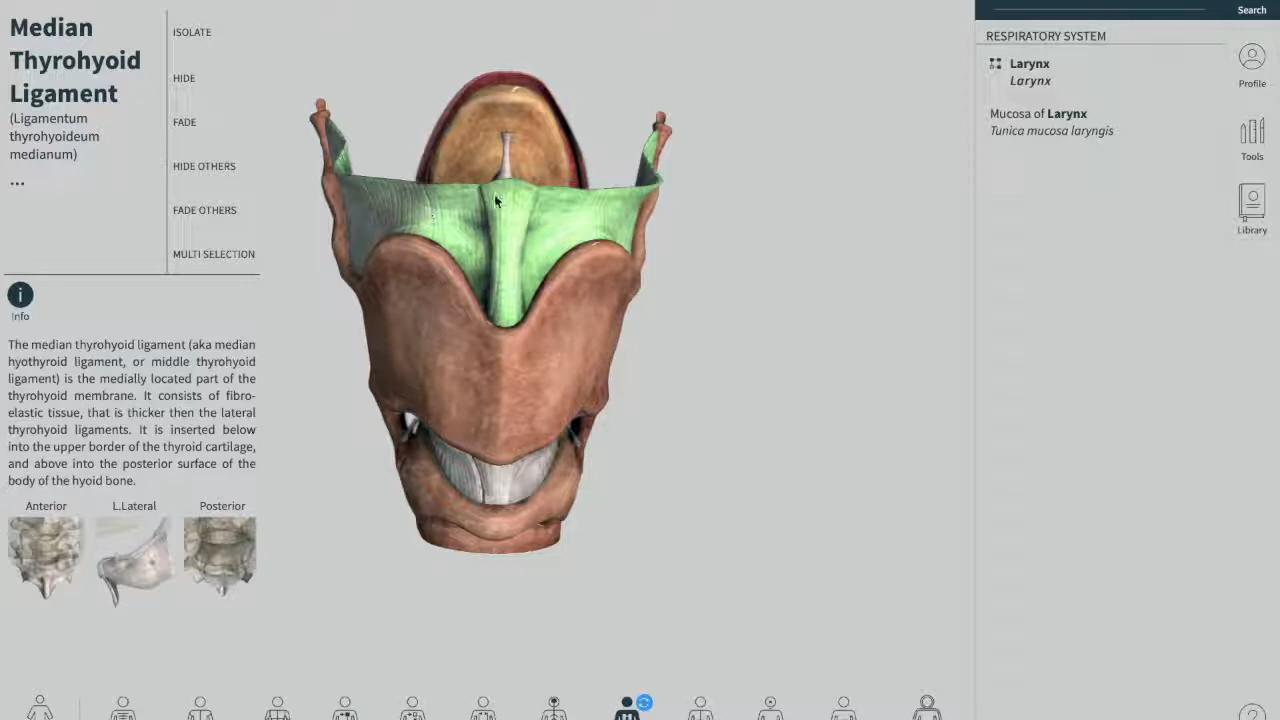 Median
Thyrohyoid
Ligament
(Ligamentum
thyrohyoideum
medianum)
...
ISOLATE
HIDE
FADE
HIDE OTHERS
FADE OTHERS
MULTI SELECTION
Info
The median thyrohyoid ligament (aka median
hyothyroid ligament, or middle thyrohyoid
ligament) is the medially located part of the
thyrohyoid membrane. It consists of fibro-
elastic tissue, that is thicker then the lateral
thyrohyoid ligaments. It is inserted below
into the upper border of the thyroid cartilage,
and above into the posterior surface of the
body of the hyoid bone.
Anterior L.Lateral Posterior
Search
RESPIRATORY SYSTEM
Larynx
Larynx
Mucosa of Larynx
Tunica mucosa laryngis
Profile
Tools
Library